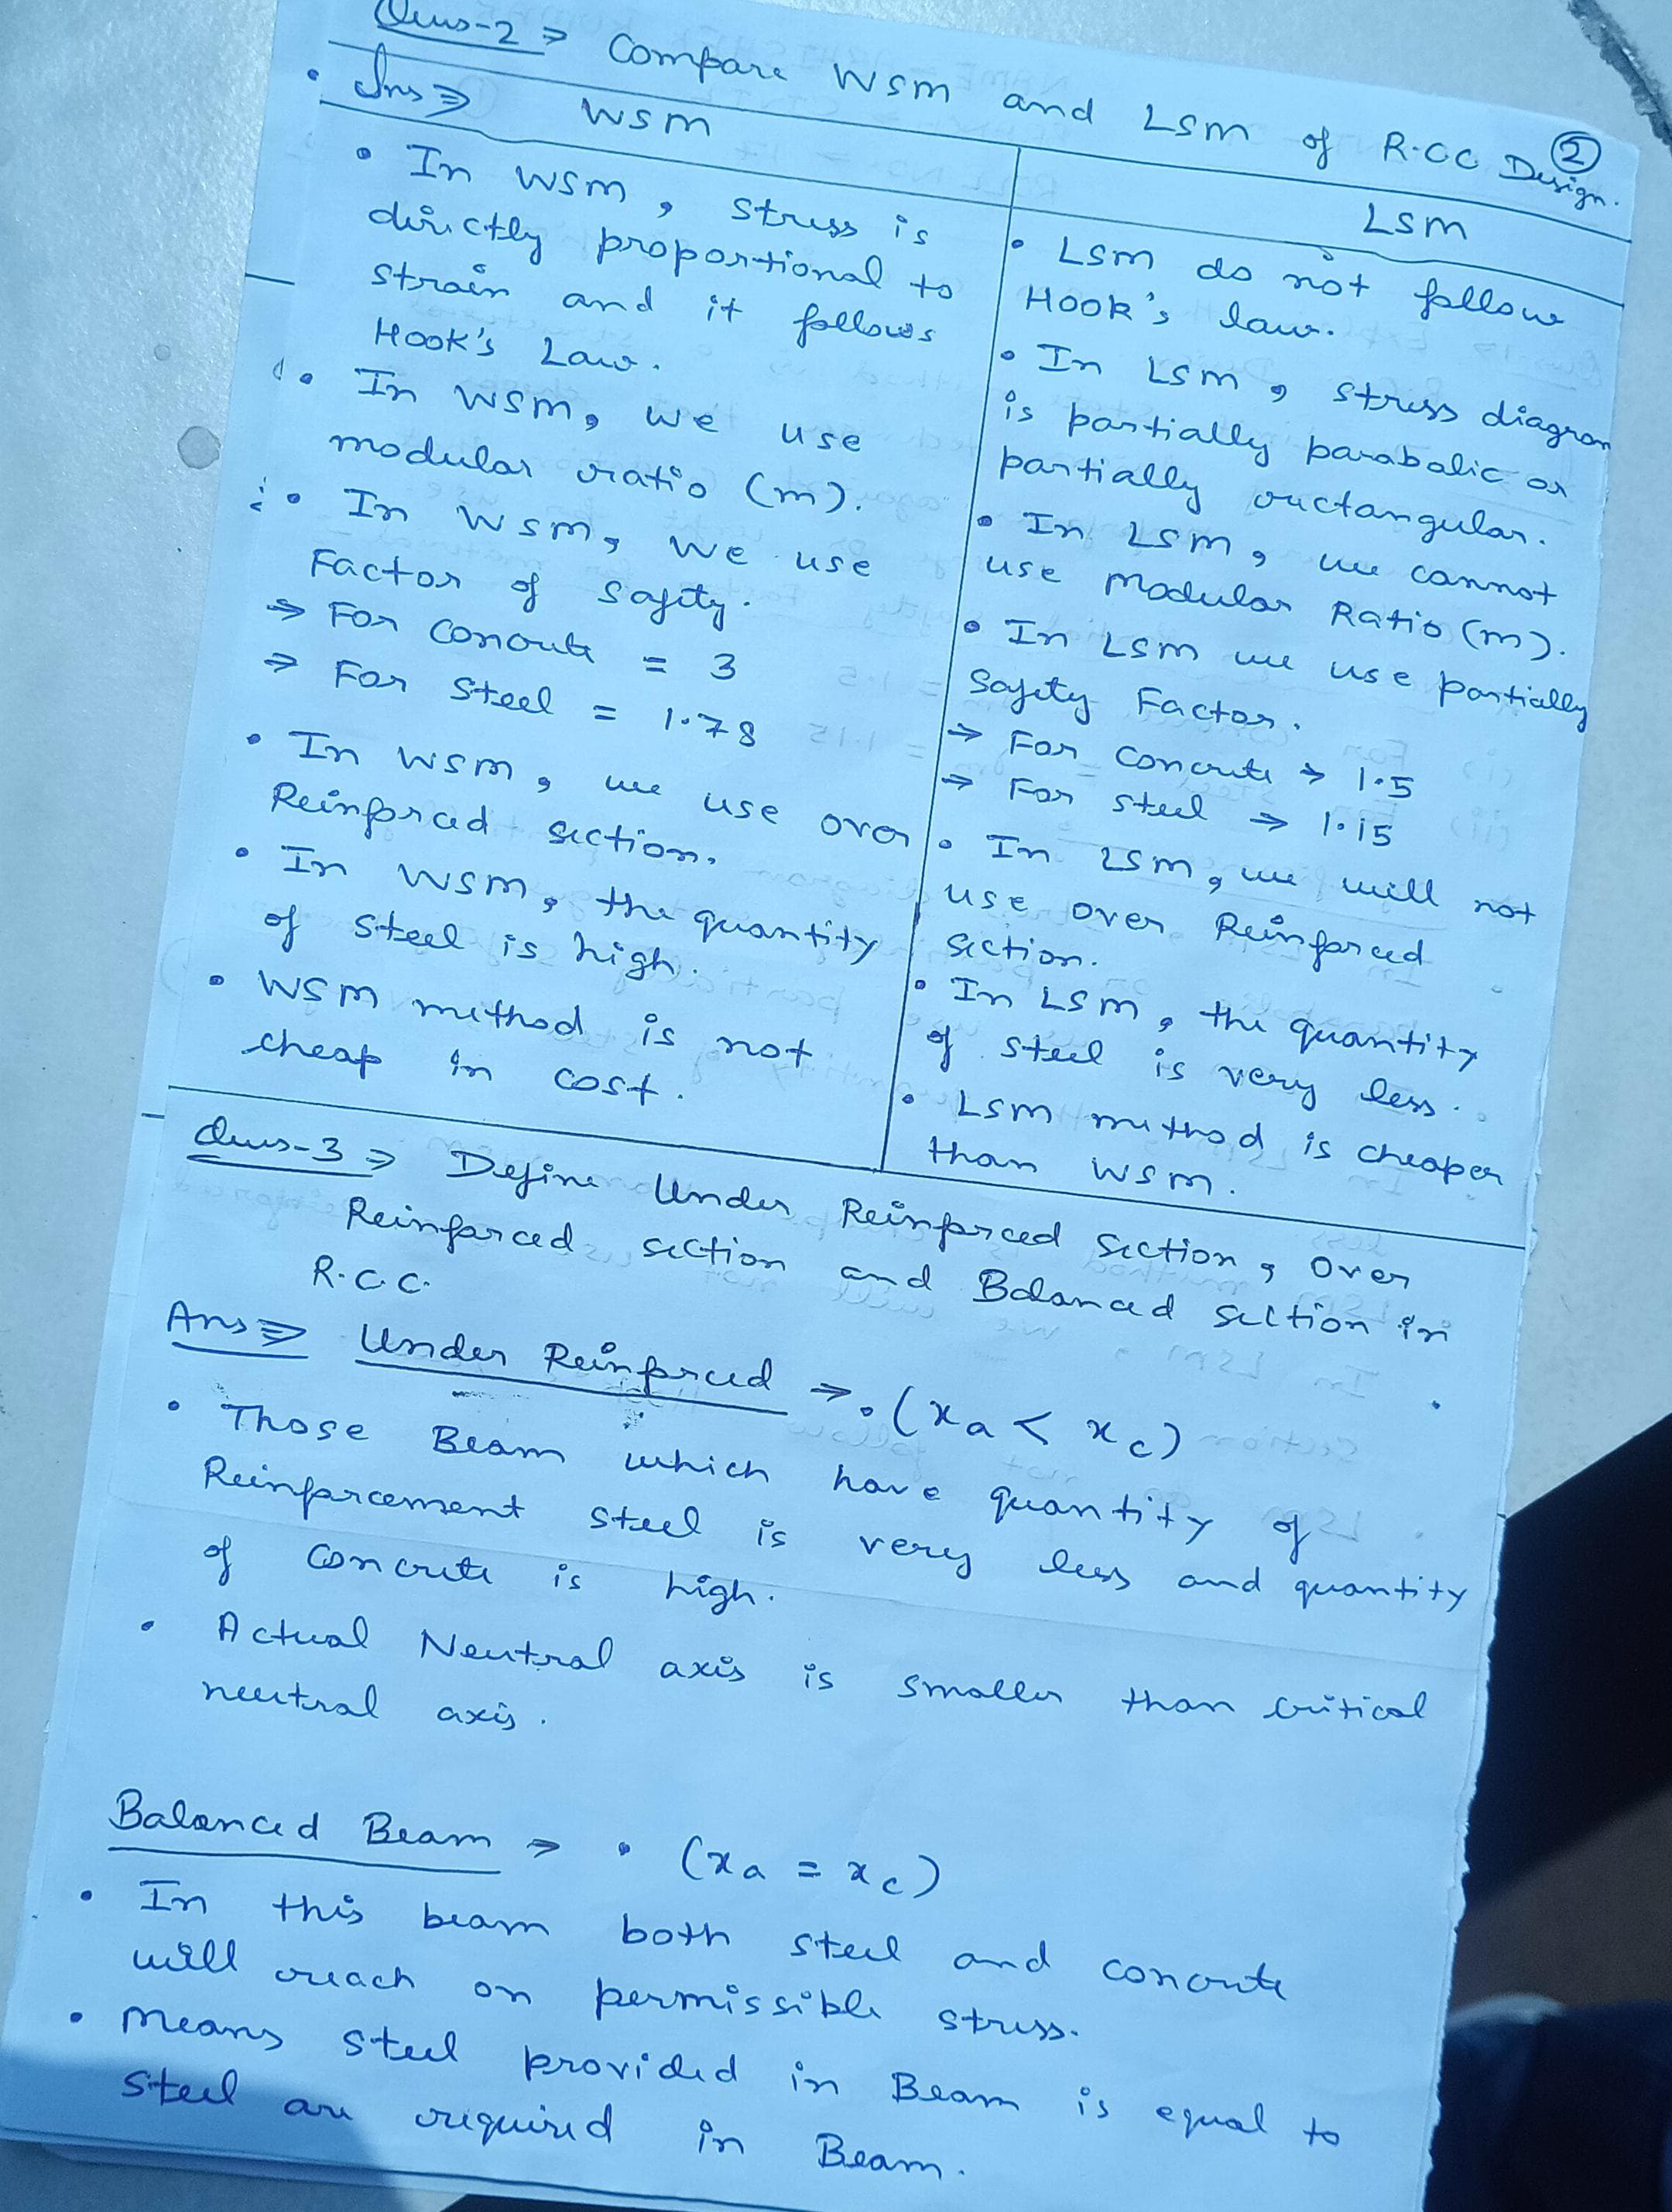 Ques-2 ⇒ Compare WSM and LSM of R.C.C Design.
②
Ans ⇒
WSM
• In WSM, stress is
directly proportional to
strain and it follows
Hook's Law.
• In WSM, we use
modular ratio (m).
• In WSM, we use
Factor of safety.
⇒ For concrete = 3
⇒ For steel = 1.78
• In WSM, we use over
Reinforced section.
• In WSM, the quantity
of steel is high.
• WSM method is not
cheap in cost.
LSM
• LSM do not follow
Hook's law.
• In LSM, stress diagram
is partially parabolic or
partially rectangular.
• In LSM, we cannot
use Modular Ratio (m).
• In LSM we use partially
safety Factor.
⇒ For concrete ⇒ 1.5
⇒ For steel ⇒ 1.15
• In LSM, we will not
use over Reinforced
section.
• In LSM, the quantity
of steel is very less.
• LSM method is cheaper
than WSM.
Ques-3 ⇒ Define Under Reinforced section, Over
Reinforced section and Balanced section in
R.C.C.
Ans ⇒ Under Reinforced ⇒ • (xa < xc)
• Those Beam which have quantity of
Reinforcement steel is very less and quantity
of concrete is high.
• Actual Neutral axis is smaller than critical
neutral axis.
Balanced Beam ⇒ • (xa = xc)
• In this beam both steel and concrete
will reach on permissible stress.
• Means steel provided in Beam is equal to
steel are required in Beam.